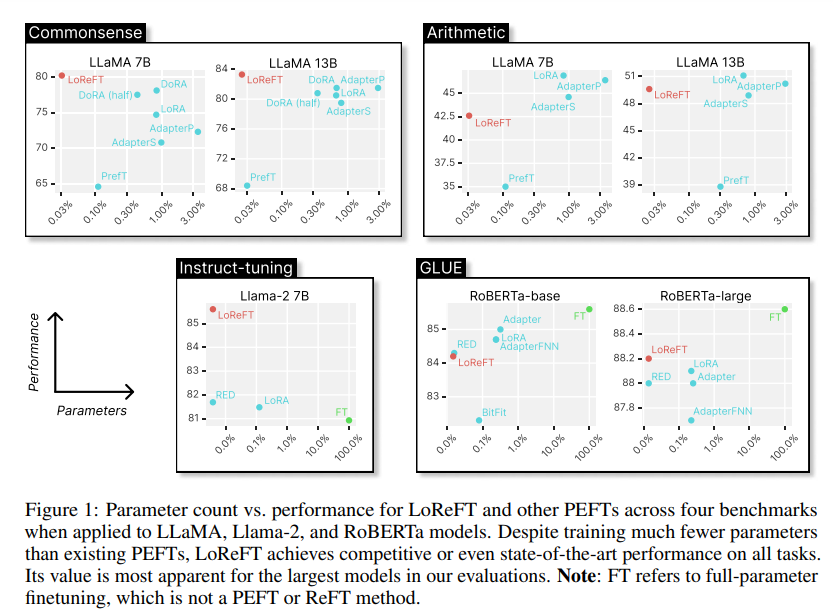 Commonsense
LLaMA 7B
80
75
70
65
LoReFT
DoRA
DoRA (half)
LoRA
AdapterP
AdapterS
PrefT
0.03%
0.10%
0.30%
1.00%
3.00%
LLaMA 13B
84
80
76
72
68
LoReFT
DoRA
AdapterP
DoRA (half)
LoRA
AdapterS
PrefT
0.03%
0.10%
0.30%
1.00%
3.00%
Arithmetic
LLaMA 7B
45
42.5
40
37.5
35
LoRA
AdapterP
AdapterS
LoReFT
PrefT
0.03%
0.10%
0.30%
1.00%
3.00%
LLaMA 13B
51
48
45
42
39
LoRA
AdapterP
LoReFT
AdapterS
PrefT
0.03%
0.10%
0.30%
1.00%
3.00%
Performance
Parameters
Instruct-tuning
Llama-2 7B
85
84
83
82
81
LoReFT
RED
LoRA
FT
0.0%
0.1%
1.0%
10.0%
100.0%
GLUE
RoBERTa-base
85
84
83
FT
Adapter
RED
LoRA
AdapterFNN
LoReFT
BitFit
0.0%
0.1%
1.0%
10.0%
100.0%
RoBERTa-large
88.6
88.4
88.2
88
87.8
FT
LoReFT
LoRA
RED
Adapter
AdapterFNN
0.0%
0.1%
1.0%
10.0%
100.0%
Figure 1: Parameter count vs. performance for LoReFT and other PEFTs across four benchmarks
when applied to LLaMA, Llama-2, and RoBERTa models. Despite training much fewer parameters
than existing PEFTs, LoReFT achieves competitive or even state-of-the-art performance on all tasks.
Its value is most apparent for the largest models in our evaluations. Note: FT refers to full-parameter
finetuning, which is not a PEFT or ReFT method.